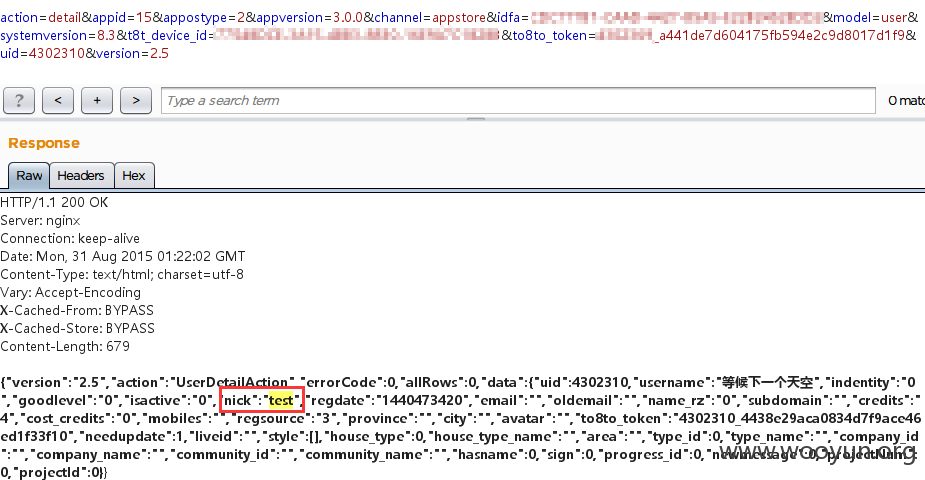 action=detail&appid=15&appostype=2&appversion=3.0.0&channel=appstore&idfa=&model=user&
systemversion=8.3&t8t_device_id=&to8to_token=_a441de7d604175fb594e2c9d8017d1f9&
uid=4302310&version=2.5
? < + > Type a search term 0 matc
Response
Raw Headers Hex
HTTP/1.1 200 OK
Server: nginx
Connection: keep-alive
Date: Mon, 31 Aug 2015 01:22:02 GMT
Content-Type: text/html; charset=utf-8
Vary: Accept-Encoding
X-Cached-From: BYPASS
X-Cached-Store: BYPASS
Content-Length: 679
{"version":"2.5","action":"UserDetailAction","errorCode":0,"allRows":0,"data":{"uid":4302310,"username":"等候下一个天空","indentity":"0
","goodlevel":"0","isactive":"0","nick":"test","regdate":"1440473420","email":"","oldemail":"","name_rz":"0","subdomain":"","credits":"
4","cost_credits":"0","mobiles":"","regsource":"3","province":"","city":"","avatar":"","to8to_token":"4302310_4438e29aca0834d7f9ace46
ed1f33f10","needupdate":1,"liveid":"","style":[],"house_type":0,"house_type_name":"","area":"","type_id":0,"type_name":"","company_id
":"","company_name":"","community_id":"","community_name":"","hasname":0,"sign":0,"progress_id":0,"newmessage":0,"projectNum":
0,"projectId":0}}
www.wooyun.org